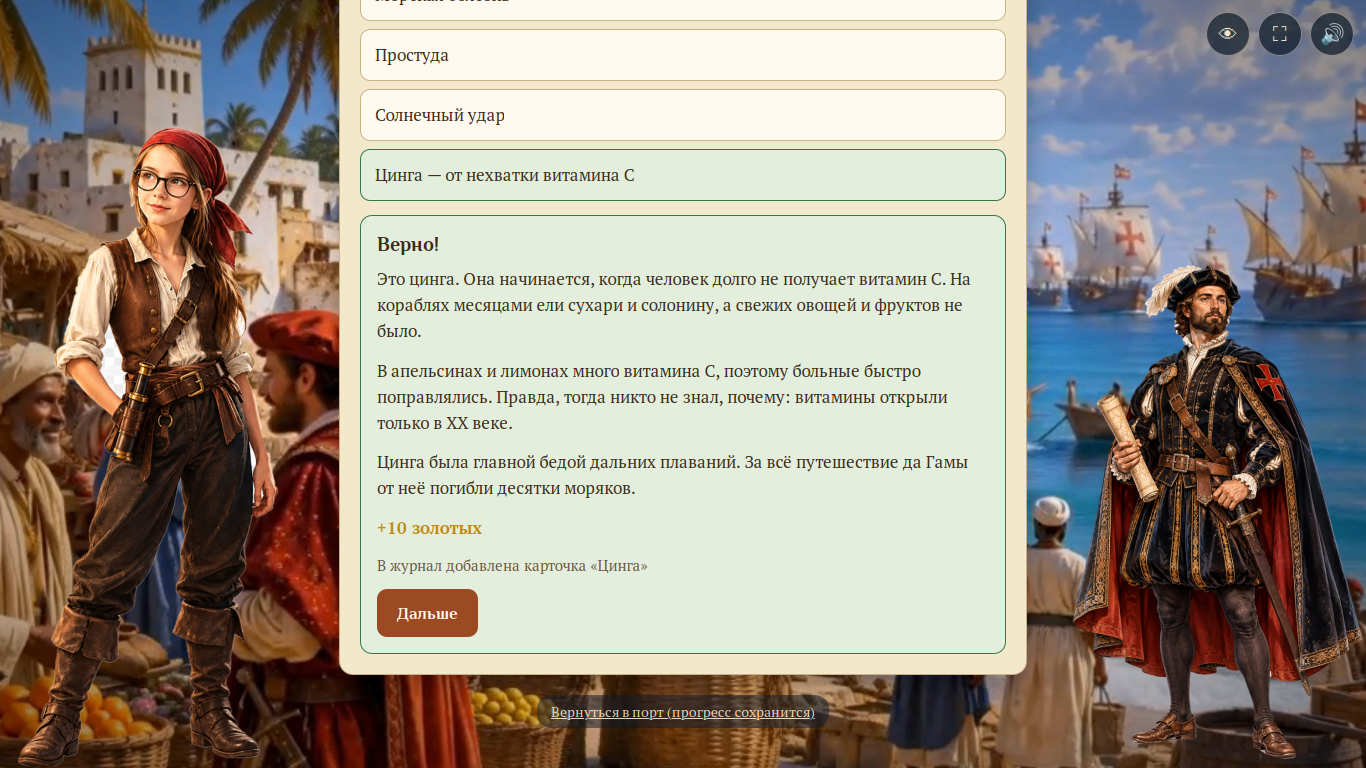 Простуда
Солнечный удар
Цинга — от нехватки витамина C
Верно!
Это цинга. Она начинается, когда человек долго не получает витамин C. На
кораблях месяцами ели сухари и солонину, а свежих овощей и фруктов не
было.
В апельсинах и лимонах много витамина C, поэтому больные быстро
поправлялись. Правда, тогда никто не знал, почему: витамины открыли
только в XX веке.
Цинга была главной бедой дальних плаваний. За всё путешествие да Гамы
от неё погибли десятки моряков.
+10 золотых
В журнал добавлена карточка «Цинга»
Дальше
Вернуться в порт (прогресс сохранится)